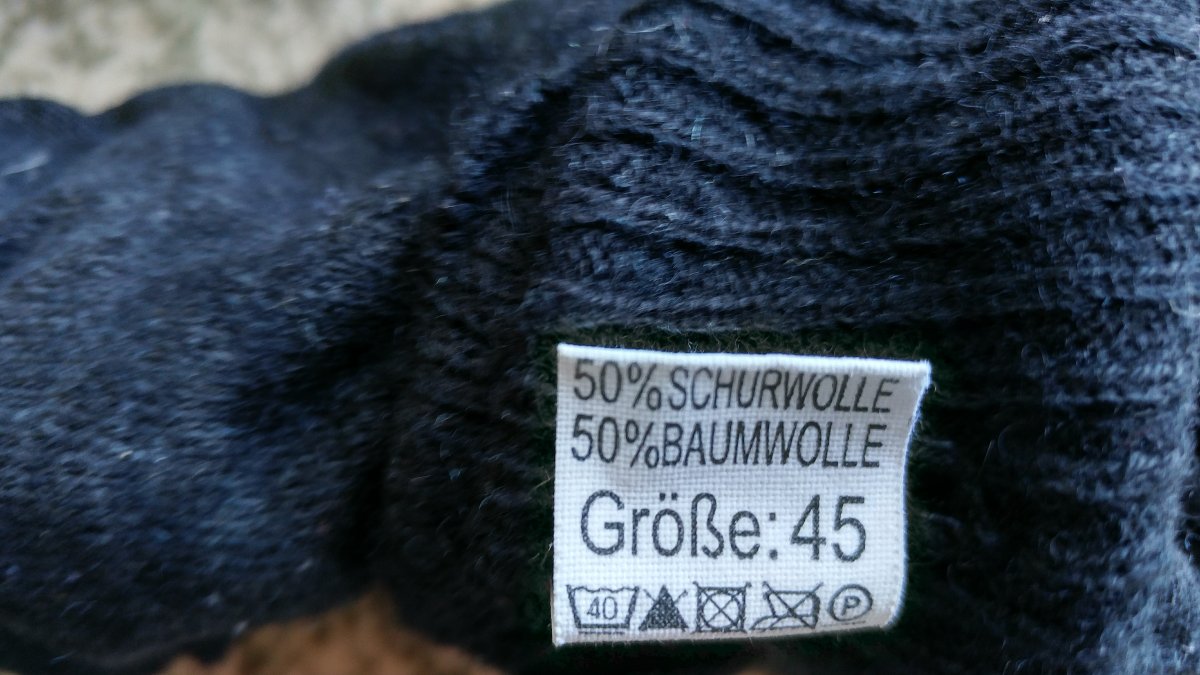 50% SCHURWOLLE
50% BAUMWOLLE
Größe: 45
40 P